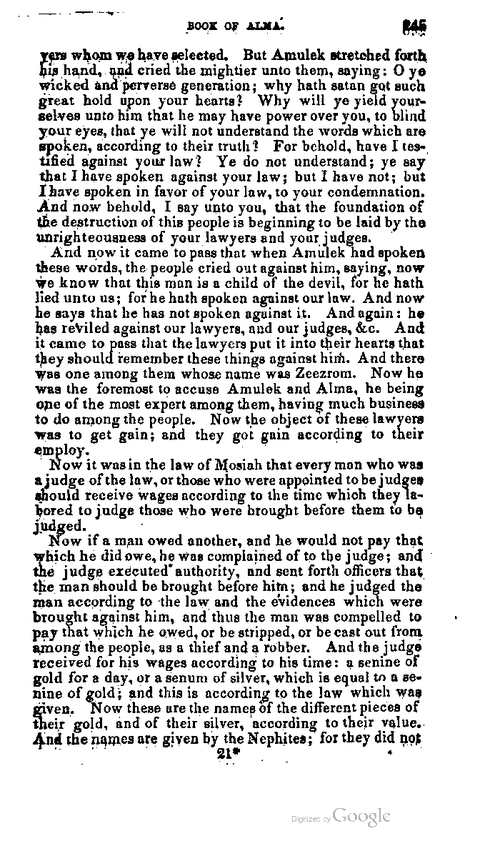 BOOK OF ALMA. 245
yers whom we have selected. But Amulek stretched forth
his hand, and cried the mightier unto them, saying: O ye
wicked and perverse generation; why hath satan got such
great hold upon your hearts? Why will ye yield your-
selves unto him that he may have power over you, to blind
your eyes, that ye will not understand the words which are
spoken, according to their truth? For behold, have I tes-
tified against your law? Ye do not understand; ye say
that I have spoken against your law; but I have not; but
I have spoken in favor of your law, to your condemnation.
And now behold, I say unto you, that the foundation of
the destruction of this people is beginning to be laid by the
unrighteousness of your lawyers and your judges.
And now it came to pass that when Amulek had spoken
these words, the people cried out against him, saying, now
we know that this man is a child of the devil, for he hath
lied unto us; for he hath spoken against our law. And now
he says that he has not spoken against it. And again: he
has reviled against our lawyers, and our judges, &c. And
it came to pass that the lawyers put it into their hearts that
they should remember these things against him. And there
was one among them whose name was Zeezrom. Now he
was the foremost to accuse Amulek and Alma, he being
one of the most expert among them, having much business
to do among the people. Now the object of these lawyers
was to get gain; and they got gain according to their
employ.
Now it was in the law of Mosiah that every man who was
a judge of the law, or those who were appointed to be judges
should receive wages according to the time which they la-
bored to judge those who were brought before them to be
judged.
Now if a man owed another, and he would not pay that
which he did owe, he was complained of to the judge; and
the judge executed authority, and sent forth officers that
the man should be brought before him; and he judged the
man according to the law and the evidences which were
brought against him, and thus the man was compelled to
pay that which he owed, or be stripped, or be cast out from
among the people, as a thief and a robber. And the judge
received for his wages according to his time: a senine of
gold for a day, or a senum of silver, which is equal to a se-
nine of gold; and this is according to the law which was
given. Now these are the names of the different pieces of
their gold, and of their silver, according to their value.
And the names are given by the Nephites; for they did not
21*
Digitized by Google